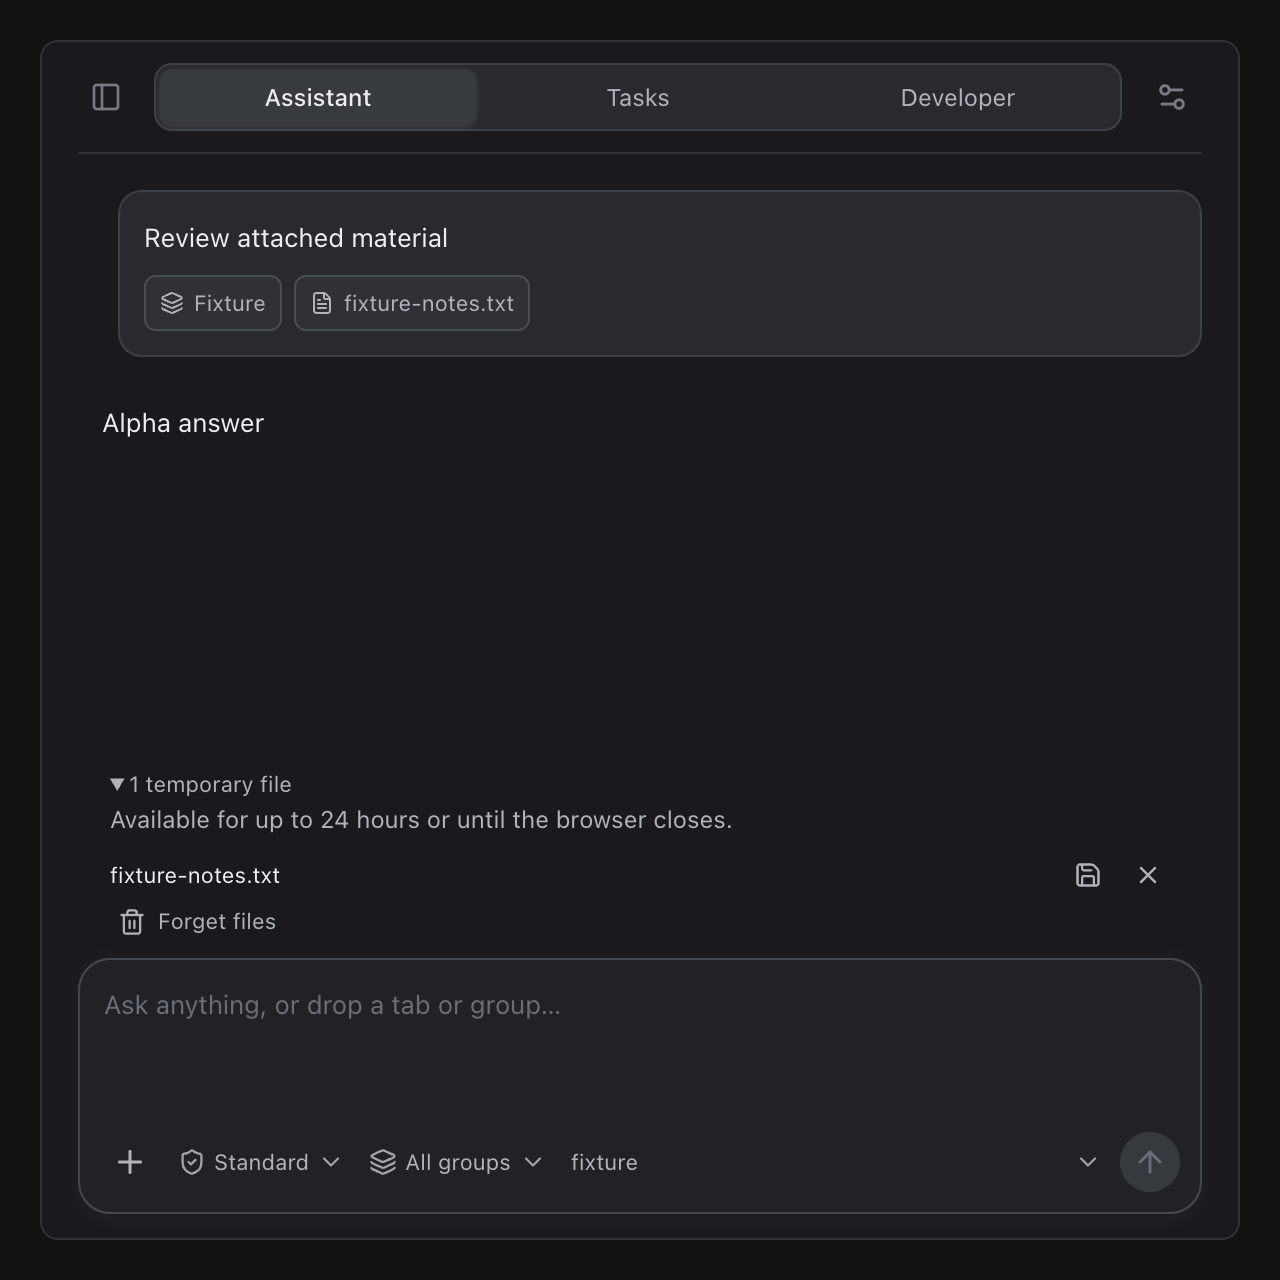 Assistant Tasks Developer
Review attached material
Fixture fixture-notes.txt
Alpha answer
▼1 temporary file
Available for up to 24 hours or until the browser closes.
fixture-notes.txt
Forget files
Ask anything, or drop a tab or group...
Standard All groups fixture